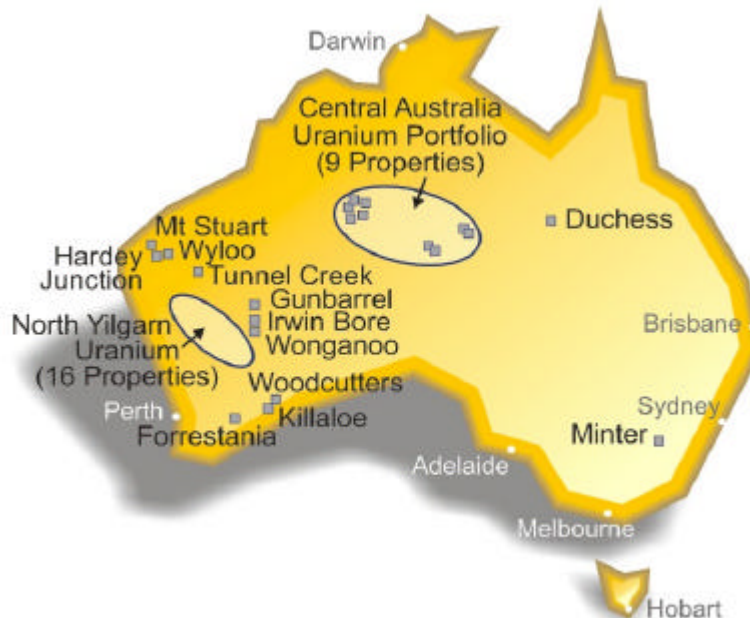 Darwin
Central Australia
Uranium Portfolio
(9 Properties)
Duchess
Mt Stuart
Wyloo
Hardey
Junction
Tunnel Creek
Gunbarrel
Irwin Bore
Wonganoo
North Yilgarn
Uranium
(16 Properties)
Brisbane
Woodcutters
Killaloe
Perth
Forrestania
Sydney
Minter
Adelaide
Melbourne
Hobart